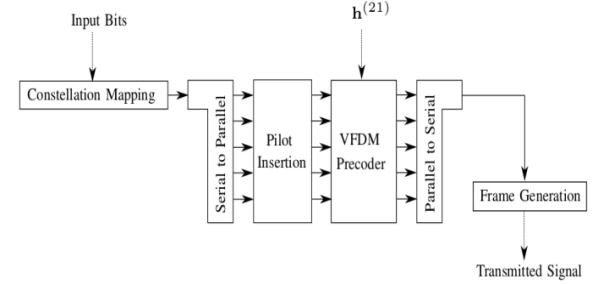 Input Bits
h(21)
Constellation Mapping
Serial to Parallel
Pilot
Insertion
VFDM
Precoder
Parallel to Serial
Frame Generation
Transmitted Signal